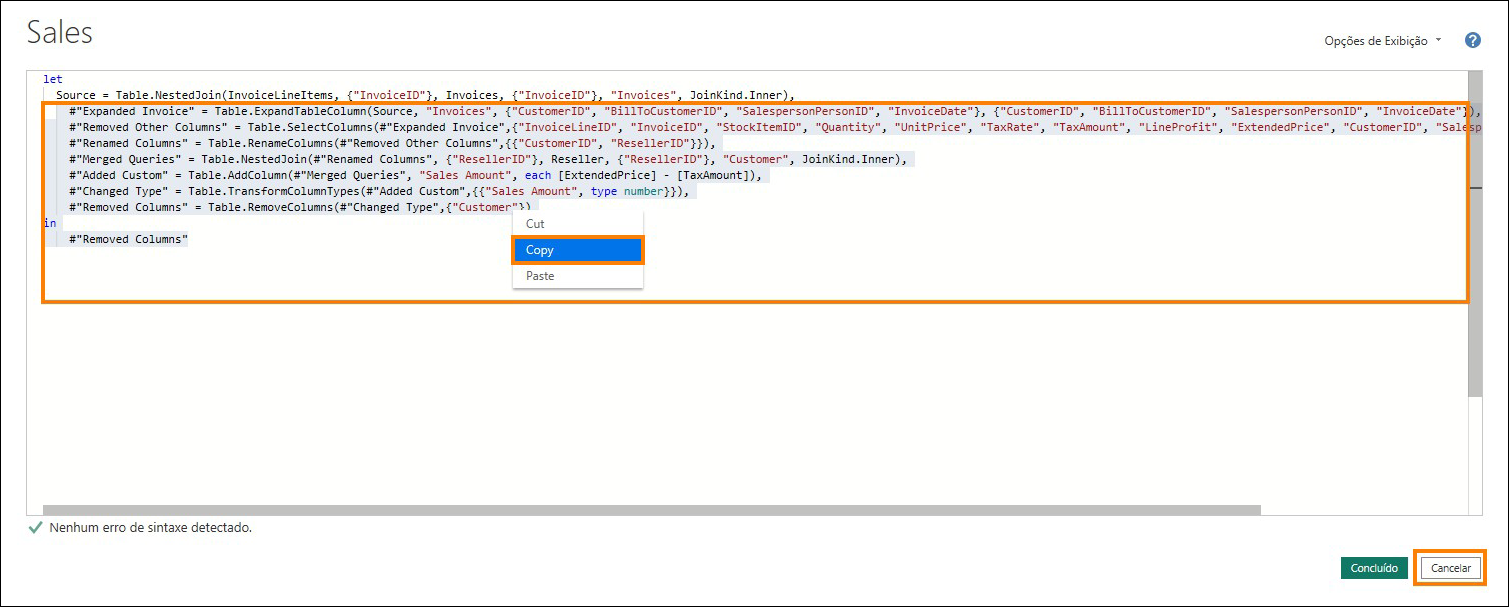 Sales
Opções de Exibição
?
let
Source = Table.NestedJoin(InvoiceLineItems, {"InvoiceID"}, Invoices, {"InvoiceID"}, "Invoices", JoinKind.Inner),
#"Expanded Invoice" = Table.ExpandTableColumn(Source, "Invoices", {"CustomerID", "BillToCustomerID", "SalespersonPersonID", "InvoiceDate"}, {"CustomerID", "BillToCustomerID", "SalespersonPersonID", "InvoiceDate"}),
#"Removed Other Columns" = Table.SelectColumns(#"Expanded Invoice",{"InvoiceLineID", "InvoiceID", "StockItemID", "Quantity", "UnitPrice", "TaxRate", "TaxAmount", "LineProfit", "ExtendedPrice", "CustomerID", "Salesp
#"Renamed Columns" = Table.RenameColumns(#"Removed Other Columns",{{"CustomerID", "ResellerID"}}),
#"Merged Queries" = Table.NestedJoin(#"Renamed Columns", {"ResellerID"}, Reseller, {"ResellerID"}, "Customer", JoinKind.Inner),
#"Added Custom" = Table.AddColumn(#"Merged Queries", "Sales Amount", each [ExtendedPrice] - [TaxAmount]),
#"Changed Type" = Table.TransformColumnTypes(#"Added Custom",{{"Sales Amount", type number}}),
#"Removed Columns" = Table.RemoveColumns(#"Changed Type",{"Customer"})
in
#"Removed Columns"
Cut
Copy
Paste
Nenhum erro de sintaxe detectado.
Concluído
Cancelar